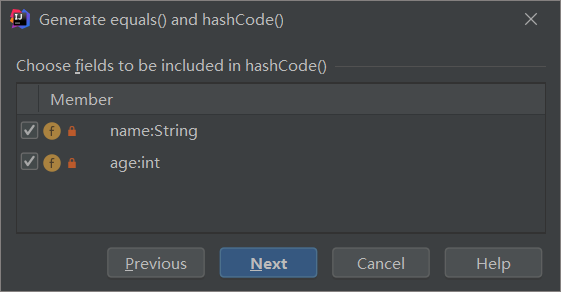 Generate equals() and hashCode()
Choose fields to be included in hashCode()
Member
name:String
age:int
Previous
Next
Cancel
Help